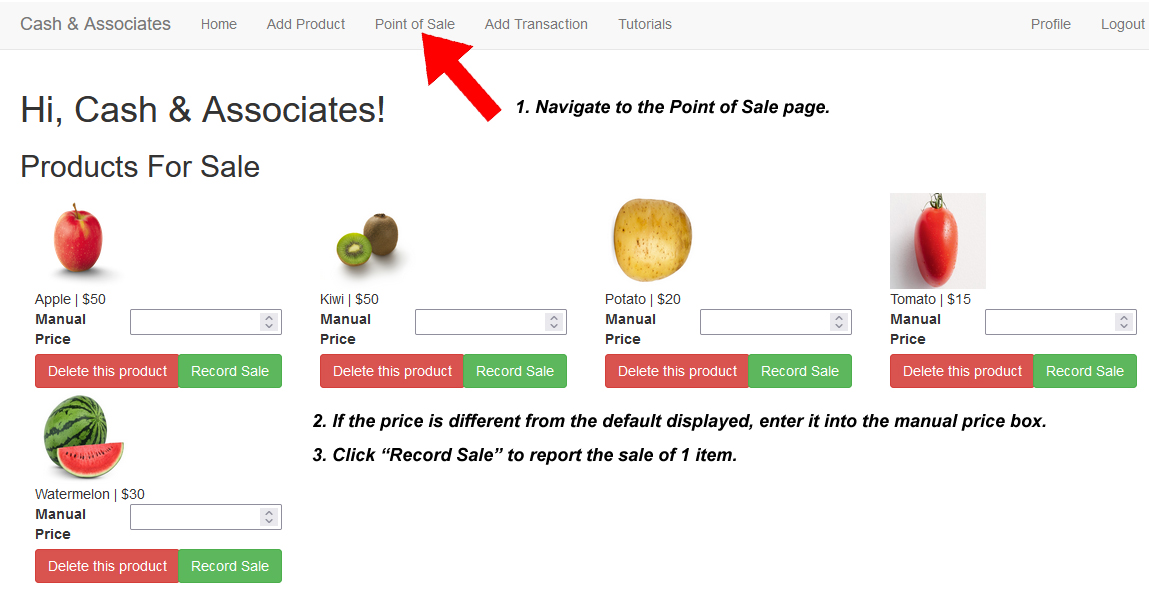 Cash & Associates Home Add Product Point of Sale Add Transaction Tutorials Profile Logout
1. Navigate to the Point of Sale page.
Hi, Cash & Associates!
Products For Sale
Apple | $50
Manual
Price
Delete this product Record Sale
Kiwi | $50
Manual
Price
Delete this product Record Sale
Potato | $20
Manual
Price
Delete this product Record Sale
Tomato | $15
Manual
Price
Delete this product Record Sale
2. If the price is different from the default displayed, enter it into the manual price box.
3. Click “Record Sale” to report the sale of 1 item.
Watermelon | $30
Manual
Price
Delete this product Record Sale